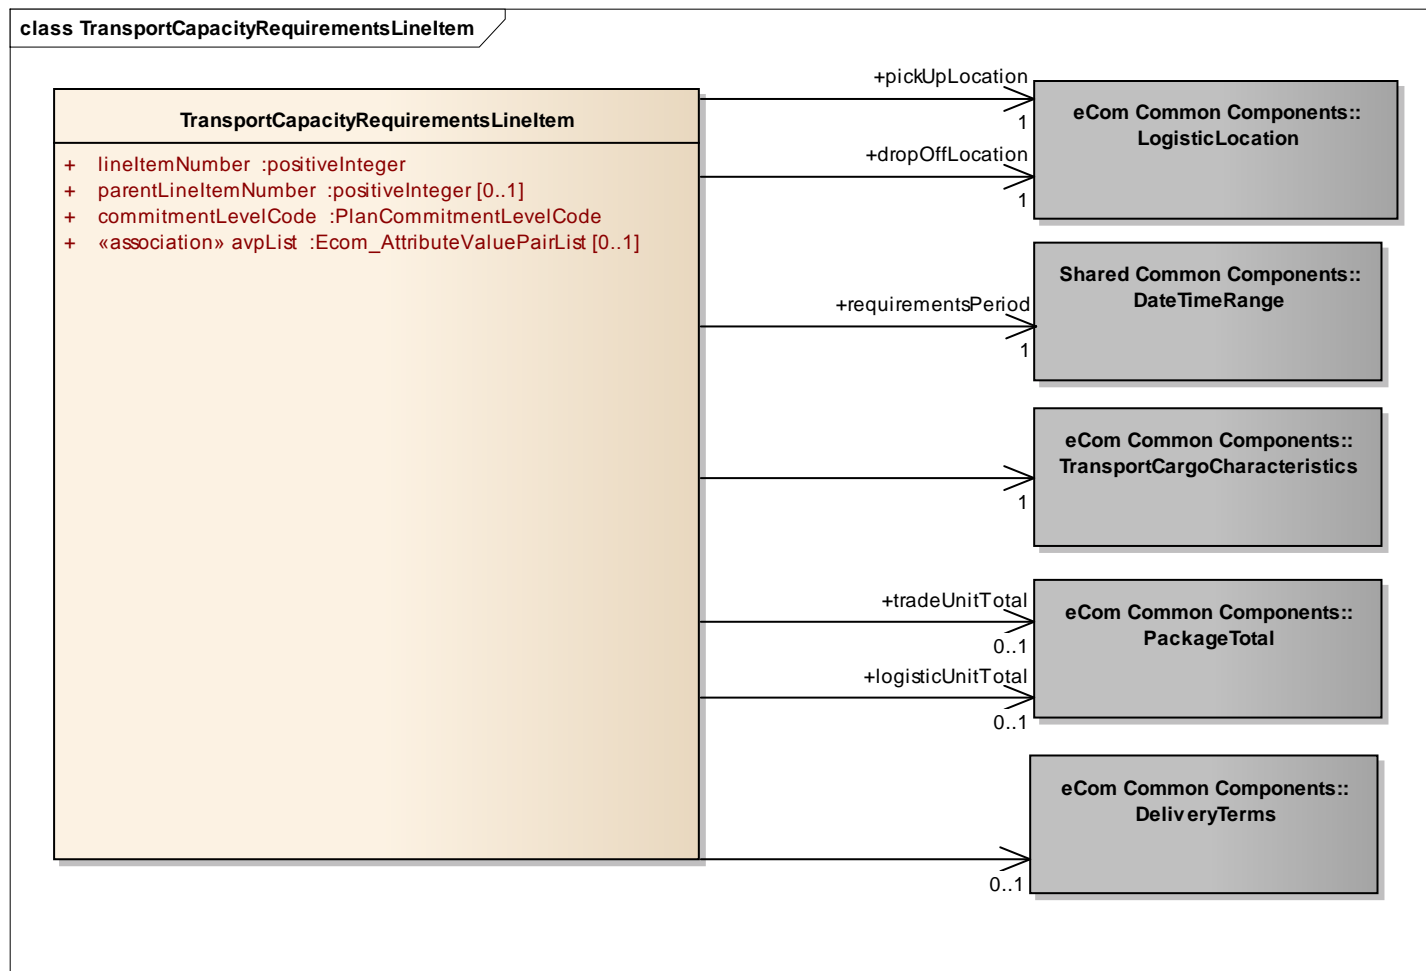 class TransportCapacityRequirementsLineItem
TransportCapacityRequirementsLineItem
+ lineItemNumber :positiveInteger
+ parentLineItemNumber :positiveInteger [0..1]
+ commitmentLevelCode :PlanCommitmentLevelCode
+ «association» avpList :Ecom_AttributeValuePairList [0..1]
+pickUpLocation
1
+dropOffLocation
1
eCom Common Components::
LogisticLocation
+requirementsPeriod
1
Shared Common Components::
DateTimeRange
1
eCom Common Components::
TransportCargoCharacteristics
+tradeUnitTotal
0..1
+logisticUnitTotal
0..1
eCom Common Components::
PackageTotal
0..1
eCom Common Components::
DeliveryTerms